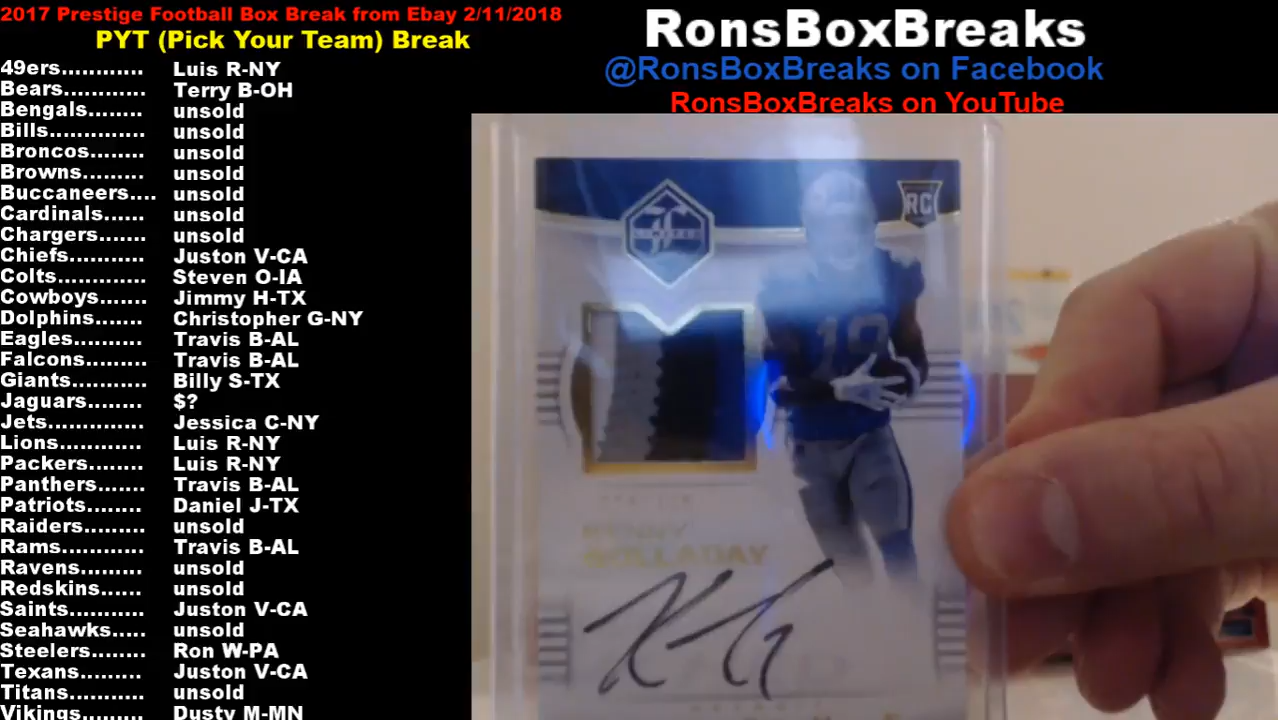 2017 Prestige Football Box Break from Ebay 2/11/2018
PYT (Pick Your Team) Break
49ers............ Luis R-NY
Bears............ Terry B-OH
Bengals........ unsold
Bills.............. unsold
Broncos........ unsold
Browns......... unsold
Buccaneers.... unsold
Cardinals...... unsold
Chargers....... unsold
Chiefs........... Juston V-CA
Colts............. Steven O-IA
Cowboys....... Jimmy H-TX
Dolphins........ Christopher G-NY
Eagles.......... Travis B-AL
Falcons......... Travis B-AL
Giants........... Billy S-TX
Jaguars........ $?
Jets.............. Jessica C-NY
Lions............ Luis R-NY
Packers........ Luis R-NY
Panthers....... Travis B-AL
Patriots........ Daniel J-TX
Raiders......... unsold
Rams............ Travis B-AL
Ravens......... unsold
Redskins...... unsold
Saints........... Juston V-CA
Seahawks..... unsold
Steelers........ Ron W-PA
Texans......... Juston V-CA
Titans........... unsold
Vikings......... Dusty M-MN
RonsBoxBreaks
@RonsBoxBreaks on Facebook
RonsBoxBreaks on YouTube
LIMITED
RC
19
KENNY
GOLLADAY